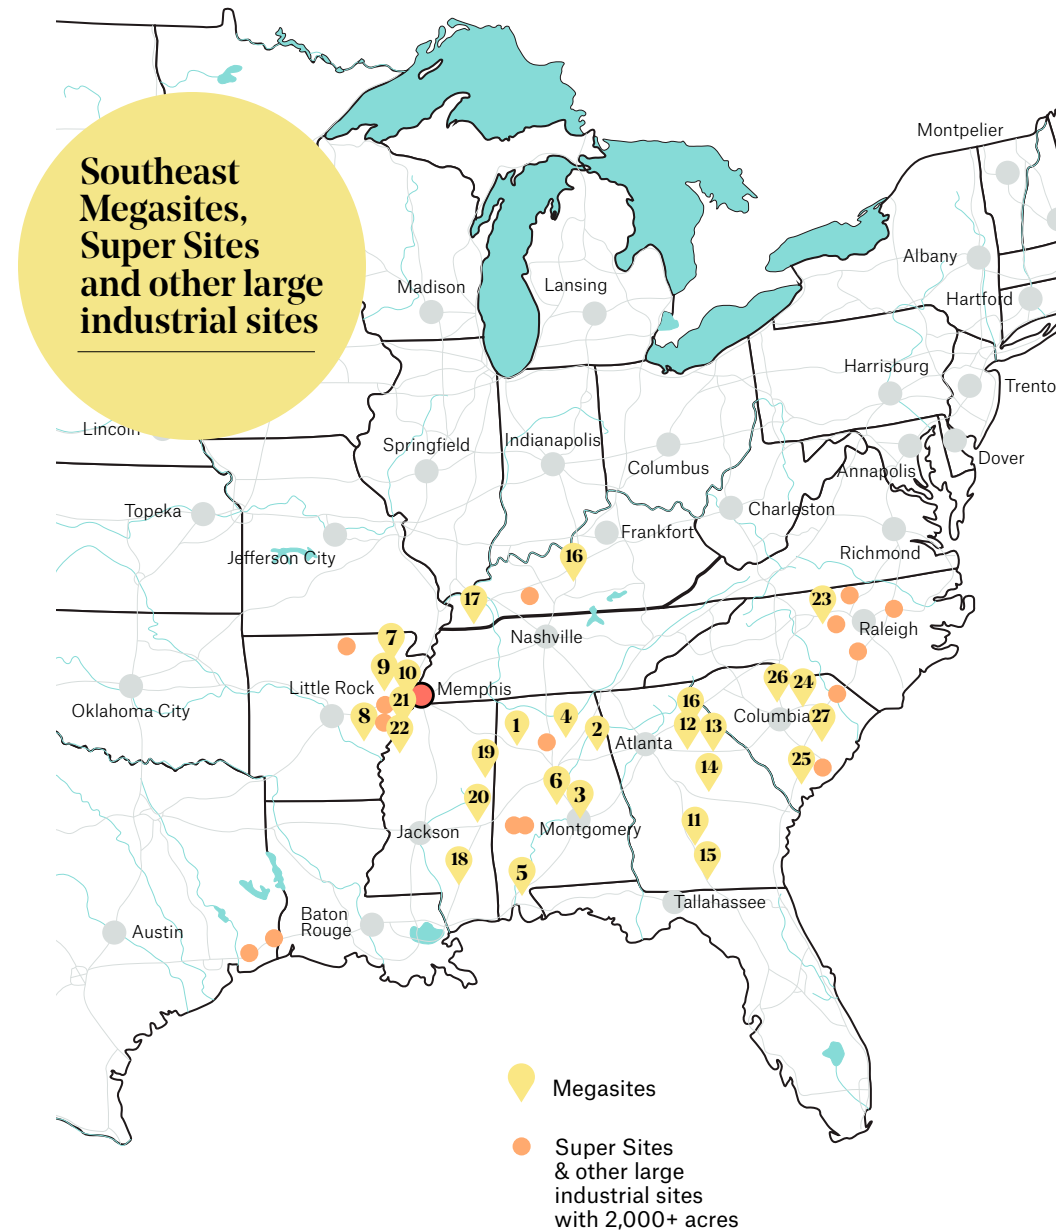 Montpelier
Southeast
Megasites,
Super Sites
and other large
industrial sites
Albany
Madison
Lansing
Hartford
Harrisburg
Trento
Lincoln
Springfield
Indianapolis
Columbus
Annapolis
Dover
Topeka
Charleston
Jefferson City
Frankfort
Richmond
16
17
23
Nashville
Raleigh
7
9
10
26
24
Little Rock
Memphis
21
16
Oklahoma City
8
22
1
4
2
12
13
Columbia
27
Atlanta
19
25
14
6
3
20
11
Jackson
Montgomery
18
15
5
Tallahassee
Baton
Rouge
Austin
Megasites
Super Sites
& other large
industrial sites
with 2,000+ acres